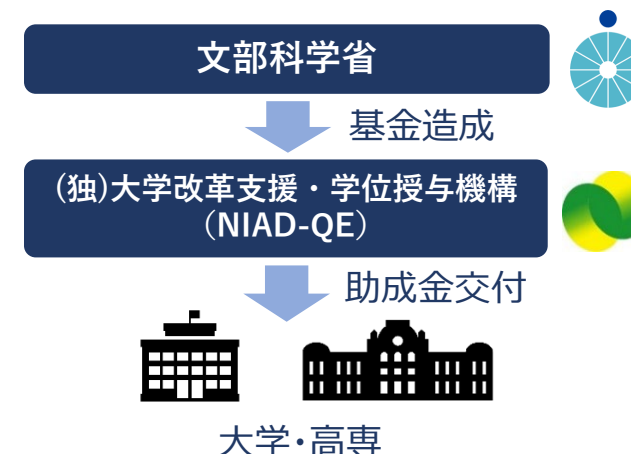 文部科学省
基金造成
(独)大学改革支援・学位授与機構
(NIAD-QE)
助成金交付
大学・高専